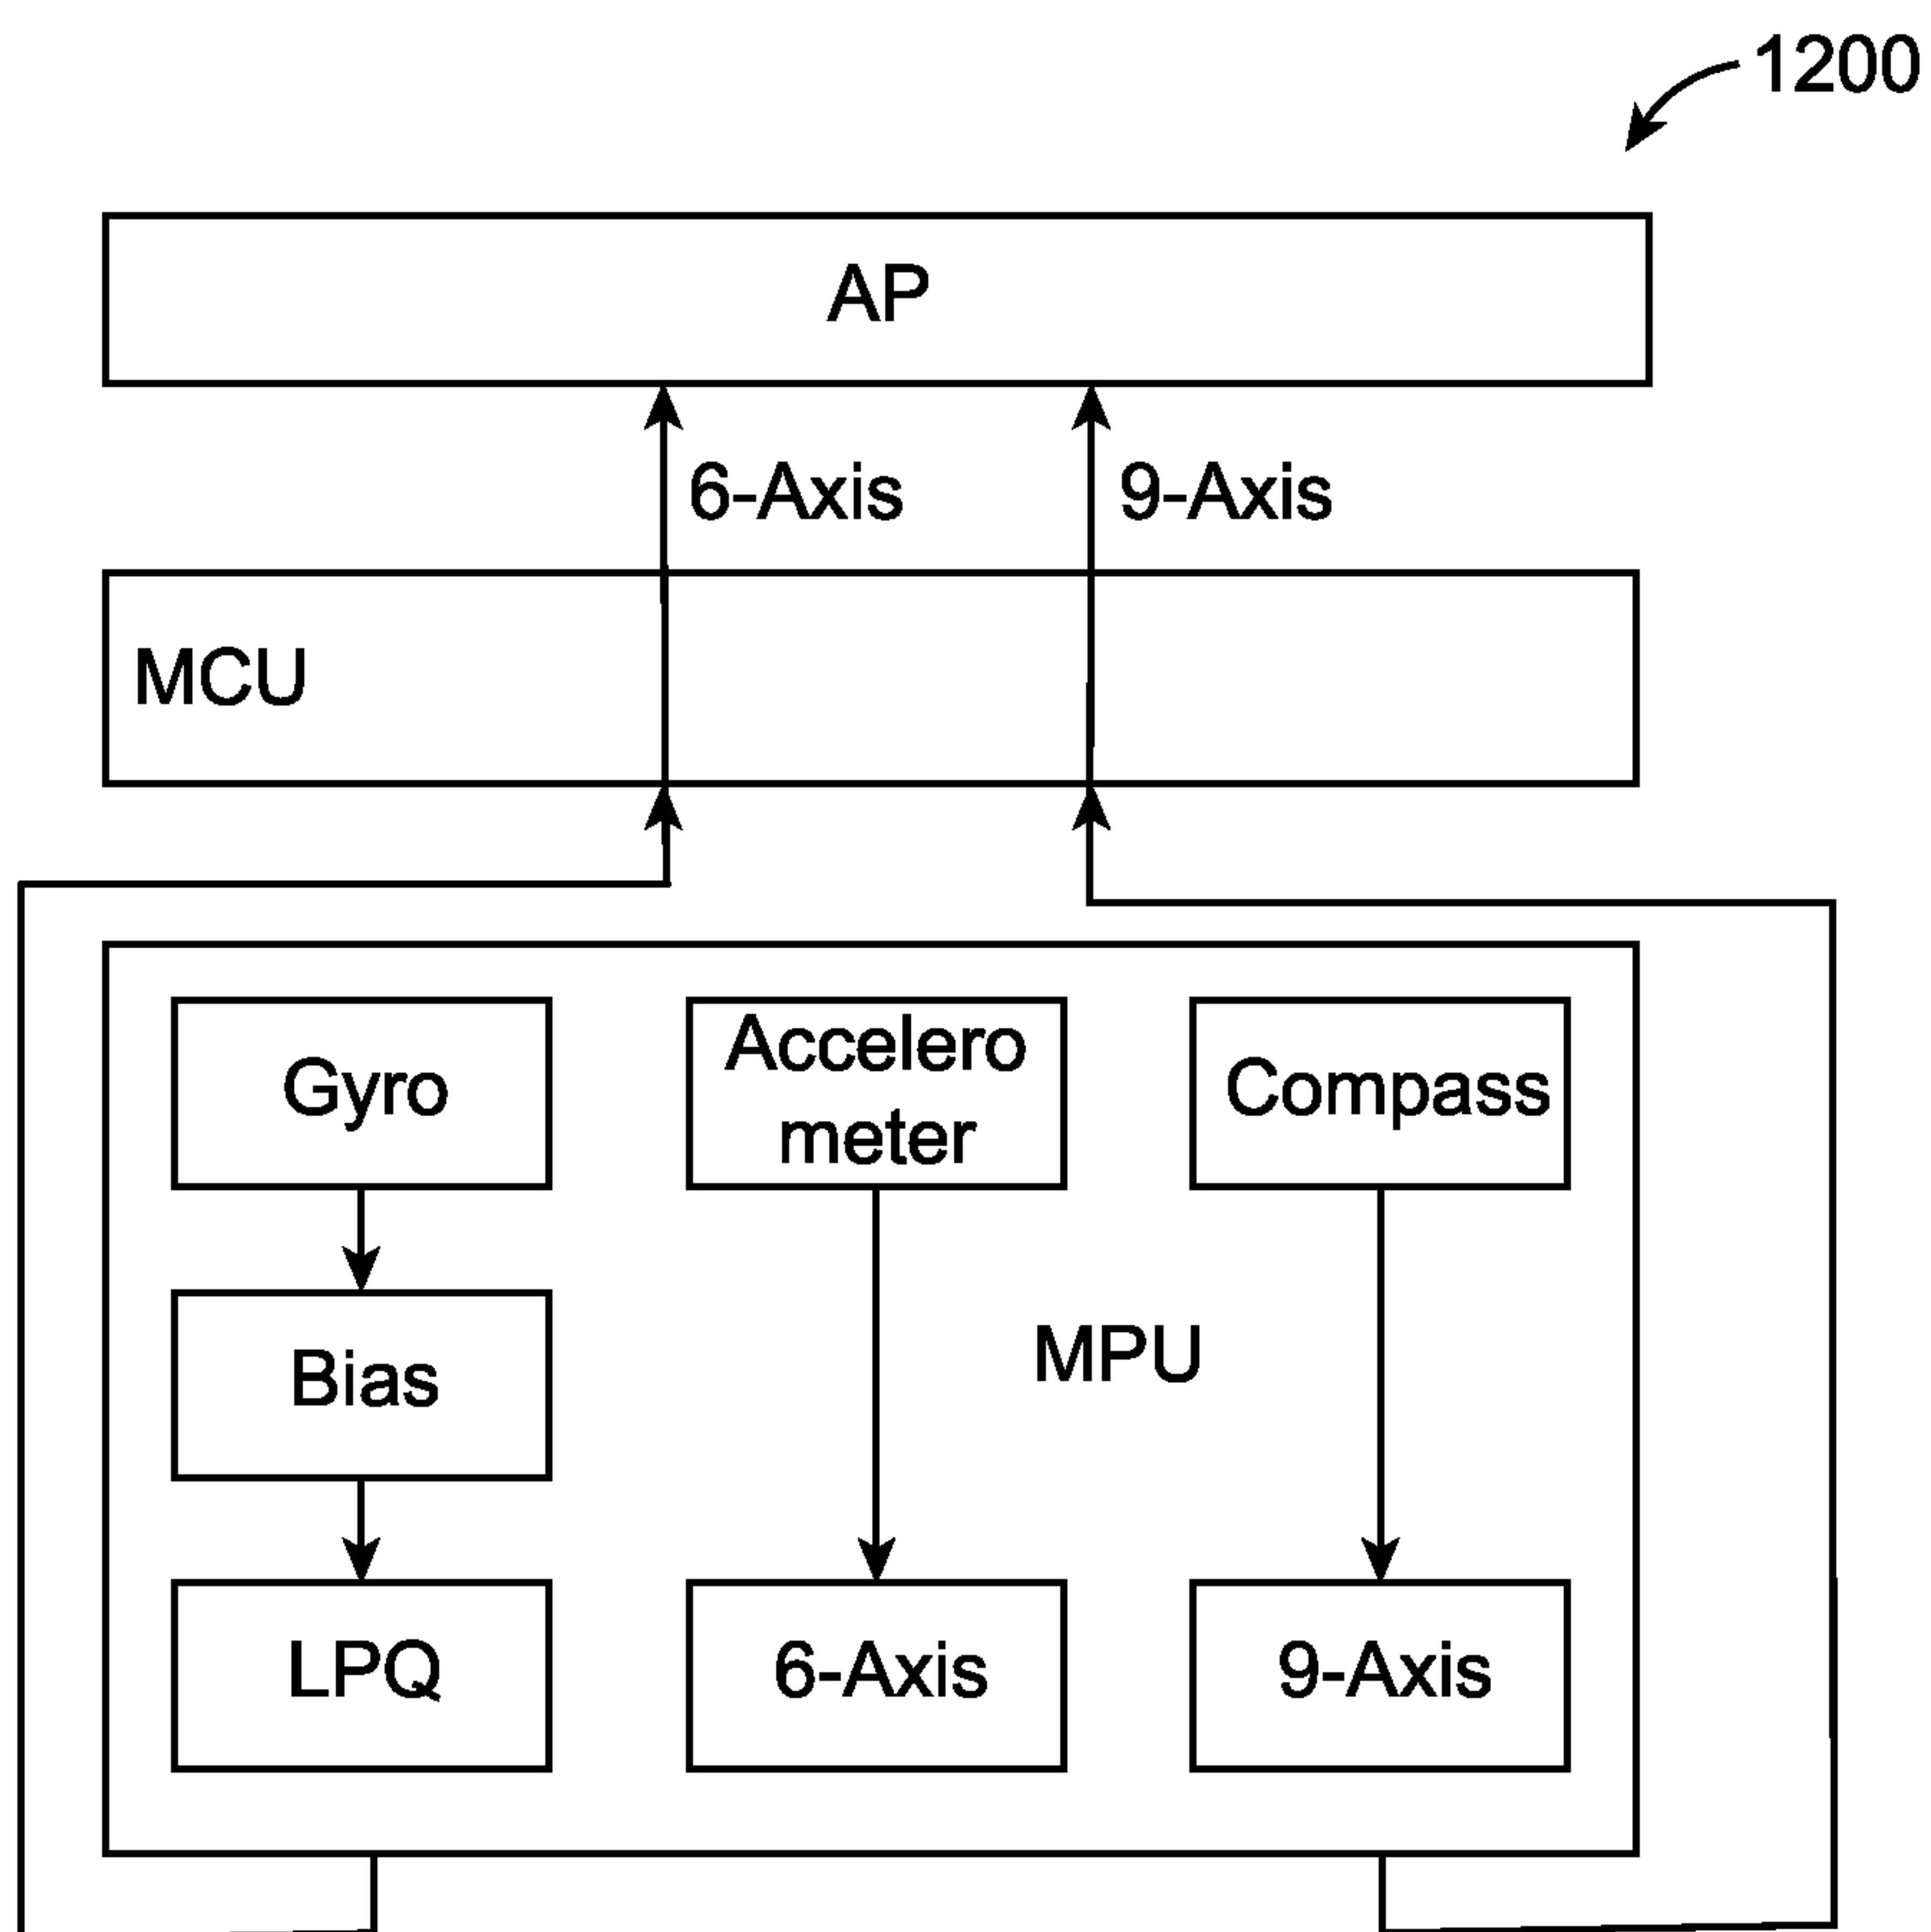 1200
AP
6-Axis
9-Axis
MCU
Gyro
Accelero
meter
Compass
MPU
Bias
LPQ
6-Axis
9-Axis